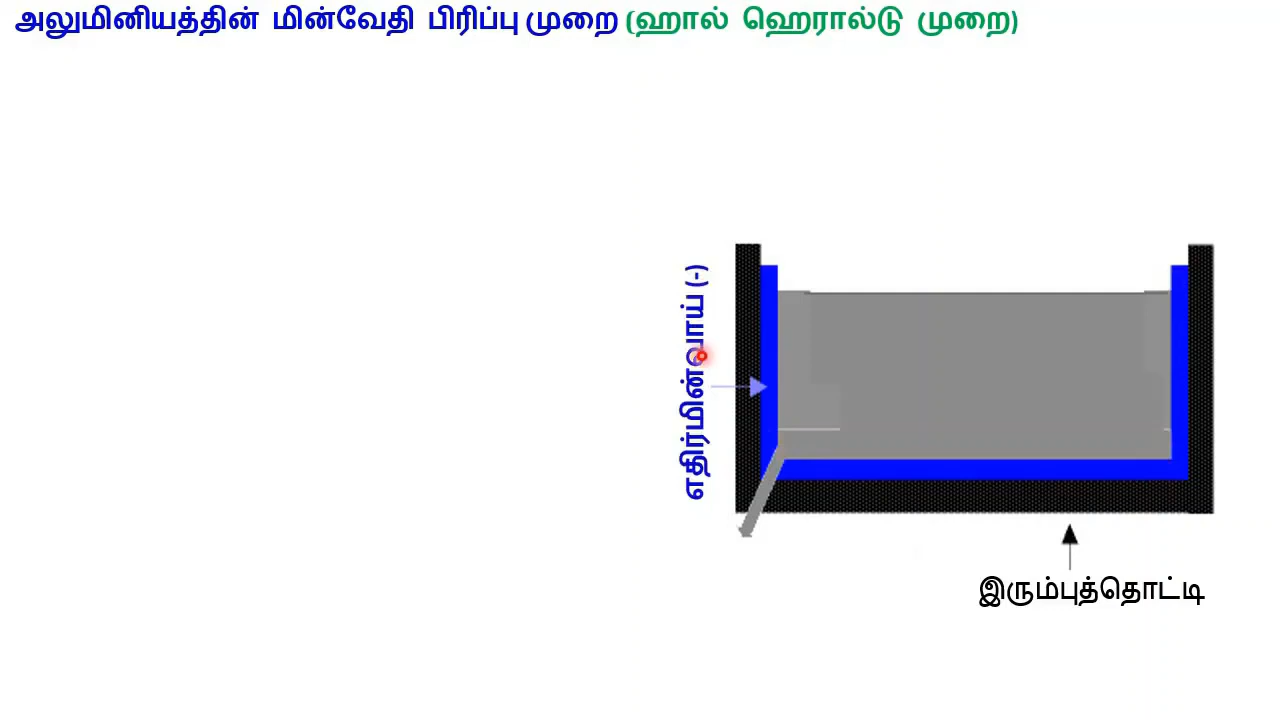 அலுமினியத்தின் மின்வேதி பிரிப்பு முறை (ஹால் ஹெரால்டு முறை)
எதிர்மின்வாய் (-)
இரும்புத்தொட்டி